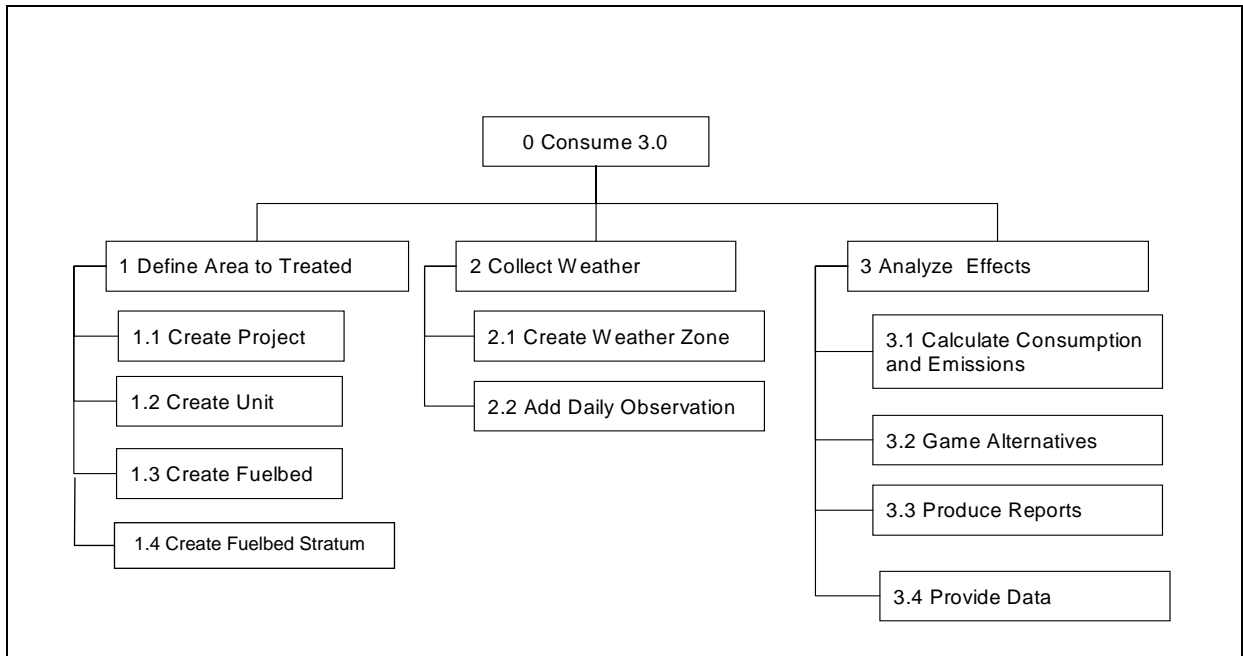 0 Consume 3.0
1 Define Area to Treated
1.1 Create Project
1.2 Create Unit
1.3 Create Fuelbed
1.4 Create Fuelbed Stratum
2 Collect Weather
2.1 Create Weather Zone
2.2 Add Daily Observation
3 Analyze Effects
3.1 Calculate Consumption
and Emissions
3.2 Game Alternatives
3.3 Produce Reports
3.4 Provide Data